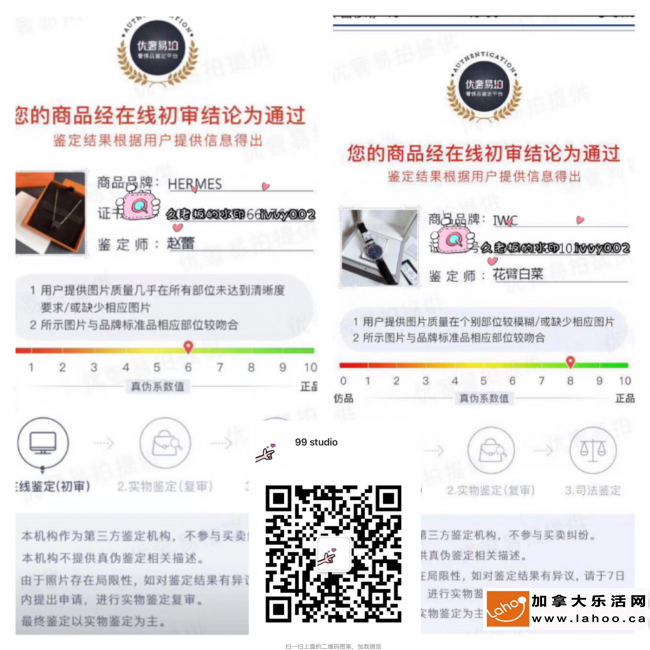 AUTHENTICATION
优奢易拍
奢侈品鉴定平台
您的商品经在线初审结论为通过
鉴定结果根据用户提供信息得出
商品品牌： HERMES
证书
么老板的水印 ivvy002
鉴定师： 赵蕾
1 用户提供图片质量几乎在所有部位未达到清晰度
要求/或缺少相应图片
2 所示图片与品牌标准品相应部位较吻合
1 2 3 4 5 6 7 8 9 10
真伪系数值 正品
在线鉴定(初审) 2.实物鉴定(复审) 3
本机构作为第三方鉴定机构，不参与买卖纠
本机构不提供真伪鉴定相关描述。
由于照片存在局限性，如对鉴定结果有异议
内提出申请，进行实物鉴定复审。
最终鉴定以实物鉴定为主。
AUTHENTICATION
优奢易拍
奢侈品鉴定平台
您的商品经在线初审结论为通过
鉴定结果根据用户提供信息得出
商品品牌： IWC
号 么老板的水印 ivvy002
鉴定师： 花臂白菜
1 用户提供图片质量在个别部位较模糊/或缺少相应图片
2 所示图片与品牌标准品相应部位较吻合
0 1 2 3 4 5 6 7 8 9 10
仿品 真伪系数值 正品
2.实物鉴定(复审) 3.司法鉴定
三方鉴定机构，不参与买卖纠纷。
供真伪鉴定相关描述。
在局限性，如对鉴定结果有异议，请于7日
，进行实物鉴定复审。
实物鉴定为主
99 studio
扫一扫上面的二维码图案，加我微信
Lahoo.ca
加拿大乐活网
www.lahoo.ca